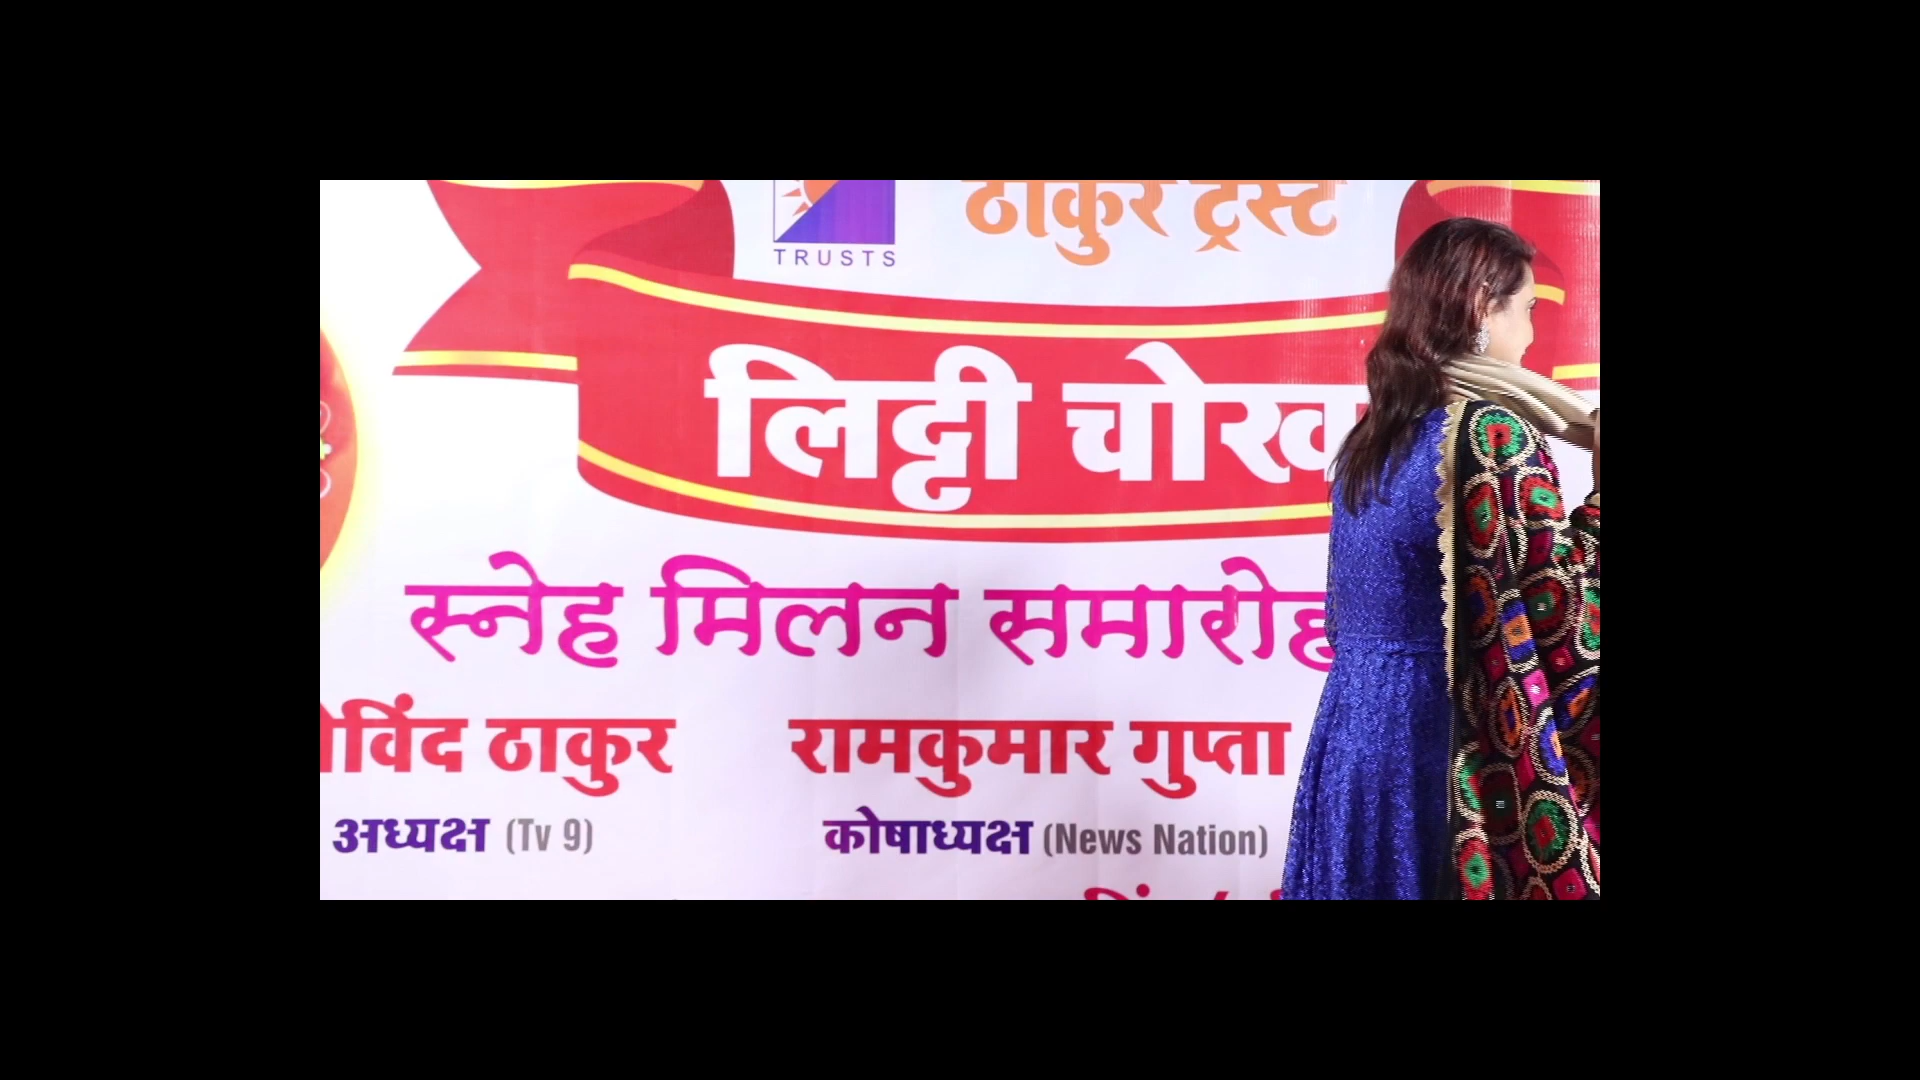 ठाकुर ट्रस्ट
TRUSTS
लिट्टी चोख
स्नेह मिलन समारोह
ठाकुर रामकुमार गुप्ता
अध्यक्ष (Tv 9) कोषाध्यक्ष (News Nation)